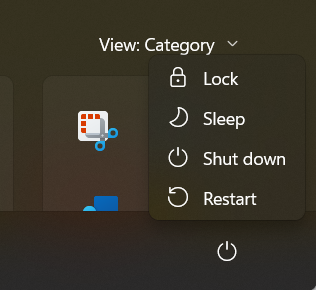 View: Category
Lock
Sleep
Shut down
Restart